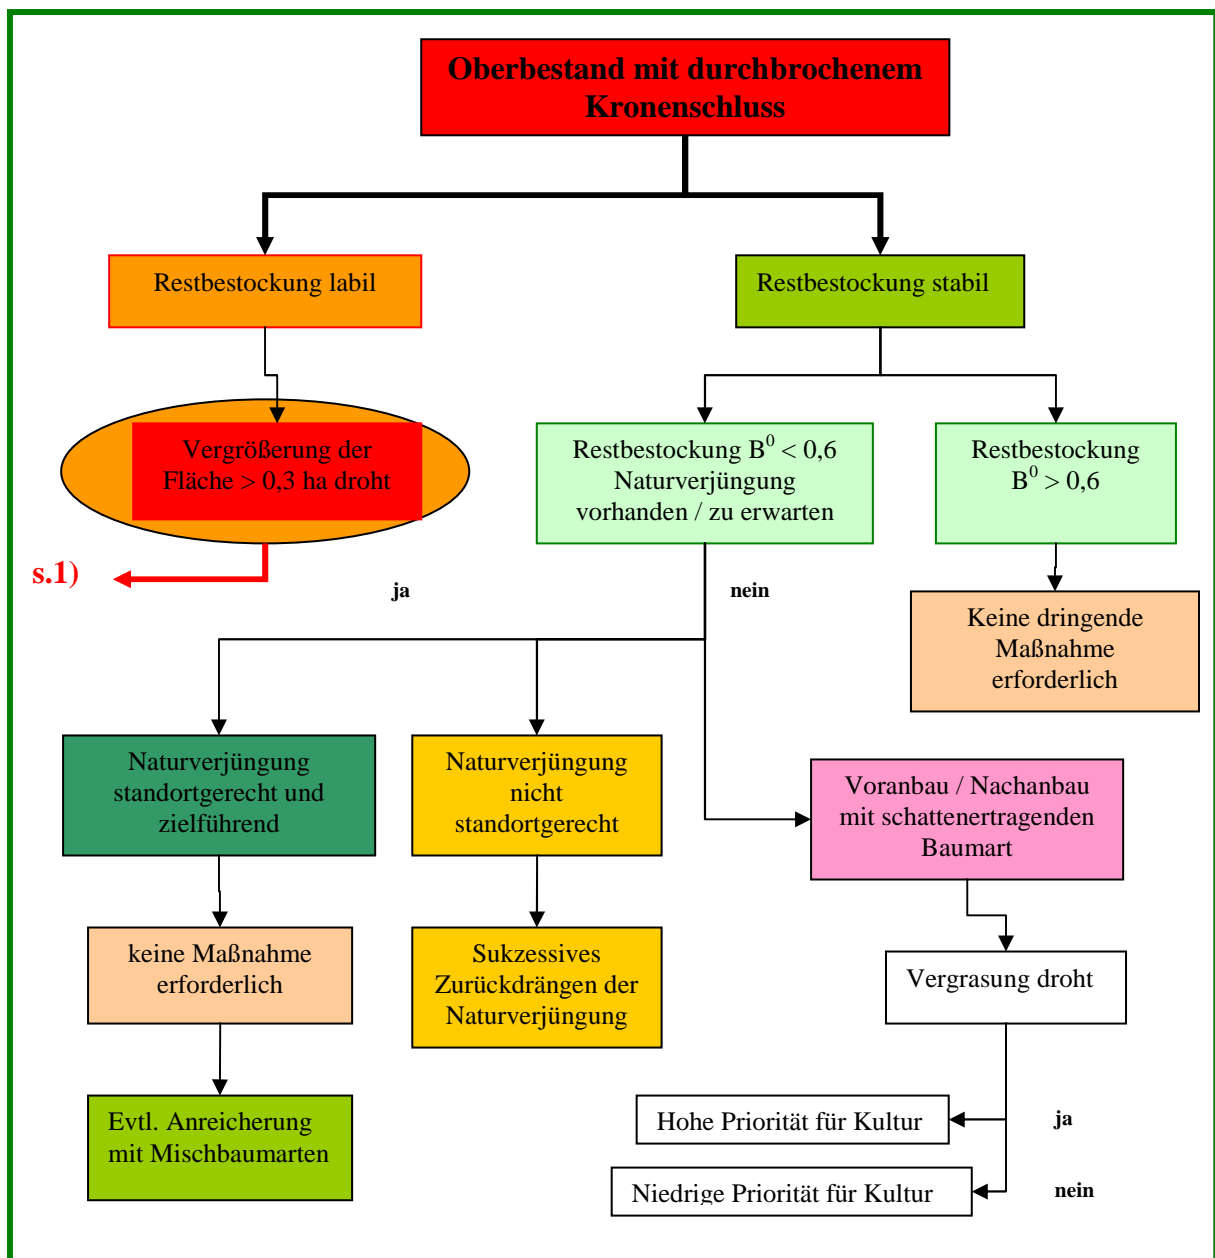 Oberbestand mit durchbrochenem
Kronenschluss
Restbestockung labil
Restbestockung stabil
Vergrößerung der
Fläche > 0,3 ha droht
Restbestockung B⁰ < 0,6
Naturverjüngung
vorhanden / zu erwarten
Restbestockung
B⁰ > 0,6
s.1)
ja
nein
Keine dringende
Maßnahme
erforderlich
Naturverjüngung
standortgerecht und
zielführend
Naturverjüngung
nicht
standortgerecht
Voranbau / Nachanbau
mit schattenertragenden
Baumart
keine Maßnahme
erforderlich
Sukzessives
Zurückdrängen der
Naturverjüngung
Vergrasung droht
Evtl. Anreicherung
mit Mischbaumarten
Hohe Priorität für Kultur
ja
Niedrige Priorität für Kultur
nein